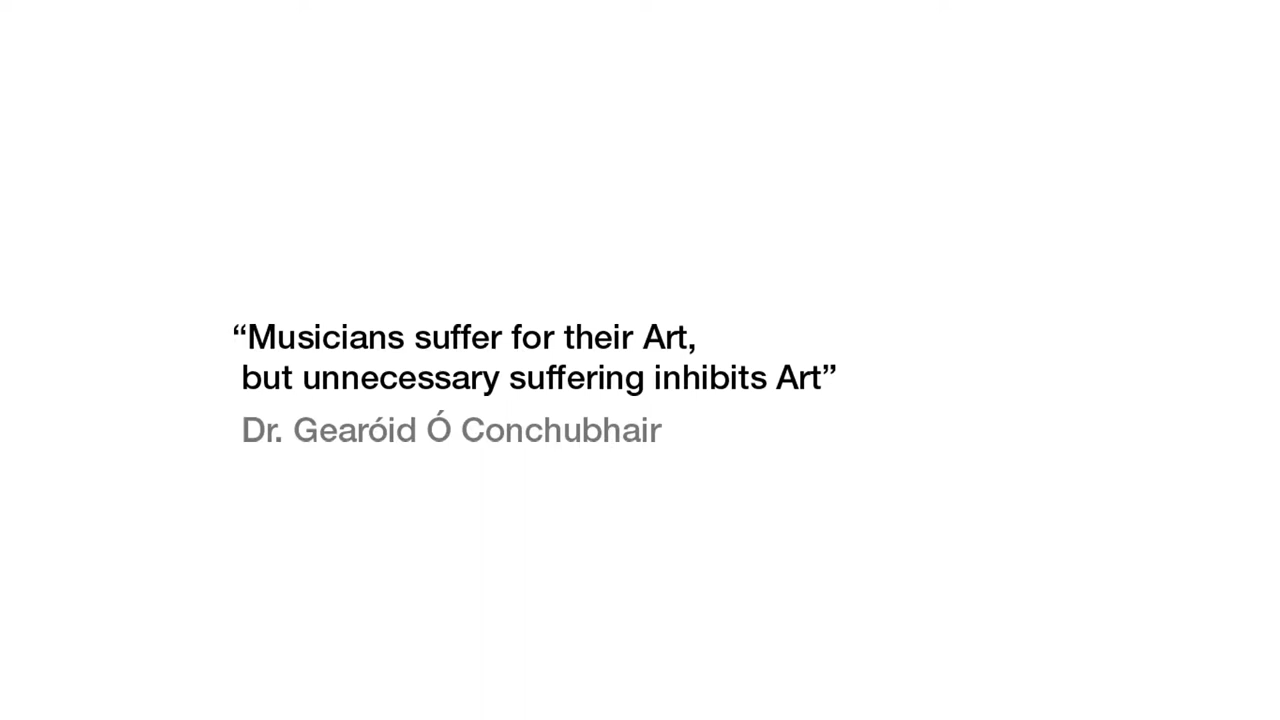 “Musicians suffer for their Art,
but unnecessary suffering inhibits Art”
Dr. Gearóid Ó Conchubhair